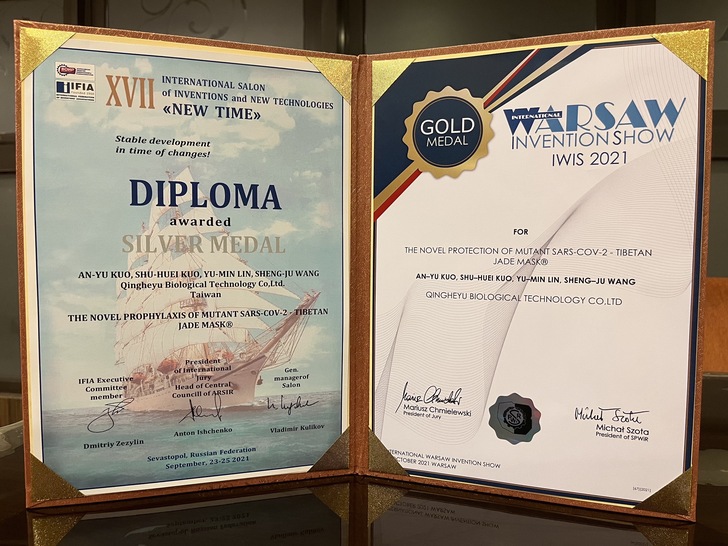 IFIA
XVII
INTERNATIONAL SALON
of INVENTIONS and NEW TECHNOLOGIES
«NEW TIME»
Stable development
in time of changes!
DIPLOMA
awarded
SILVER MEDAL
AN-YU KUO, SHU-HUEI KUO, YU-MIN LIN, SHENG-JU WANG
Qingheyu Biological Technology Co,Ltd.
Taiwan
THE NOVEL PROPHYLAXIS OF MUTANT SARS-COV-2 - TIBETAN
JADE MASK®
IFIA Executive
Committee
member
Dmitriy Zezylin
President
of International
Jury
Head of Central
Councill of ARSIR
Anton Ishchenko
Gen.
managerof
Salon
Vladimir Kulikov
Sevastopol, Russian Federation
September, 23-25 2021
GOLD
MEDAL
INTERNATIONAL
WARSAW
INVENTION SHOW
IWIS 2021
FOR
THE NOVEL PROTECTION OF MUTANT SARS-COV-2 - TIBETAN
JADE MASK®
AN-YU KUO, SHU-HUEI KUO, YU-MIN LIN, SHENG-JU WANG
QINGHEYU BIOLOGICAL TECHNOLOGY CO,LTD
Mariusz Chmielewski
President of Jury
Michał Szota
Michał Szota
President of SPWiR
NTERNATIONAL WARSAW INVENTION SHOW
OCTOBER 2021 WARSAW